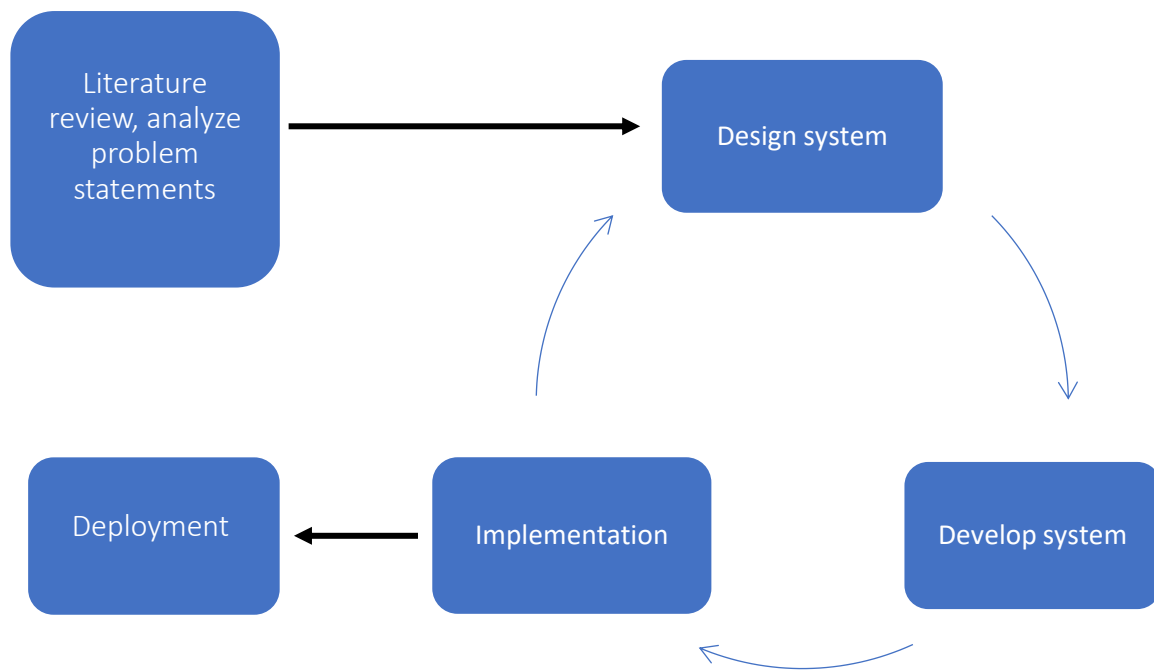 Literature
review, analyze
problem
statements
Design system
Deployment
Implementation
Develop system